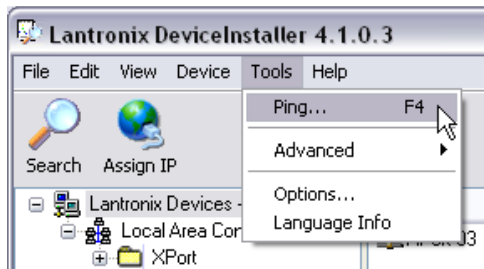 Lantronix DeviceInstaller 4.1.0.3
File Edit View Device Tools Help
Ping... F4
Search Assign IP
Advanced
Options...
Language Info
Lantronix Devices -
Local Area Con
XPort